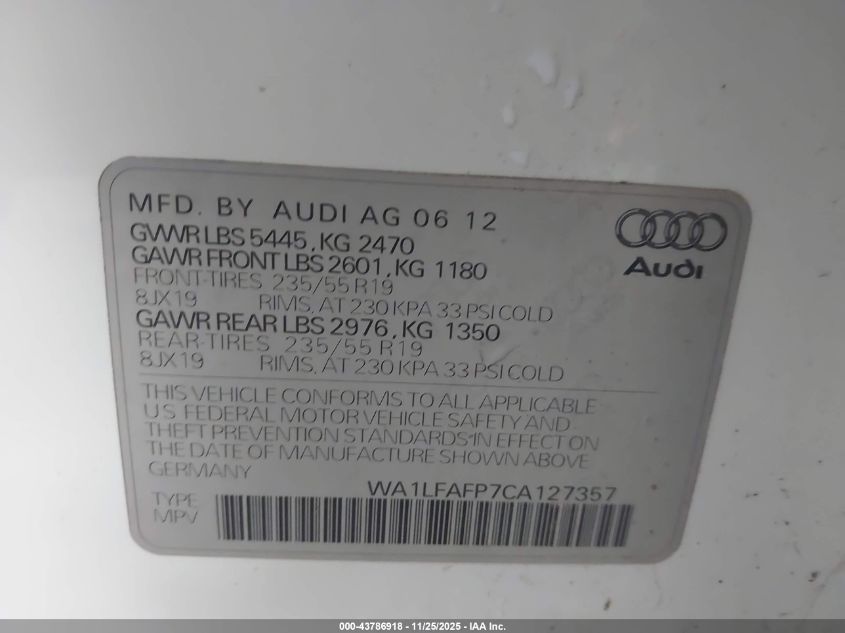 MFD. BY AUDI AG 06 12
GVWR LBS 5445, KG 2470
GAWR FRONT LBS 2601, KG 1180
FRONT-TIRES 235/55 R19
8JX19 RIMS, AT 230 KPA 33 PSI COLD
GAWR REAR LBS 2976, KG 1350
REAR-TIRES 235/55 R19
8JX19 RIMS, AT 230 KPA 33 PSI COLD
Audi
THIS VEHICLE CONFORMS TO ALL APPLICABLE
U.S. FEDERAL MOTOR VEHICLE SAFETY AND
THEFT PREVENTION STANDARDS IN EFFECT ON
THE DATE OF MANUFACTURE SHOWN ABOVE
GERMANY
WA1LFAFP7CA127357
TYPE
MPV
000-43786918 - 11/25/2025 - IAA Inc.